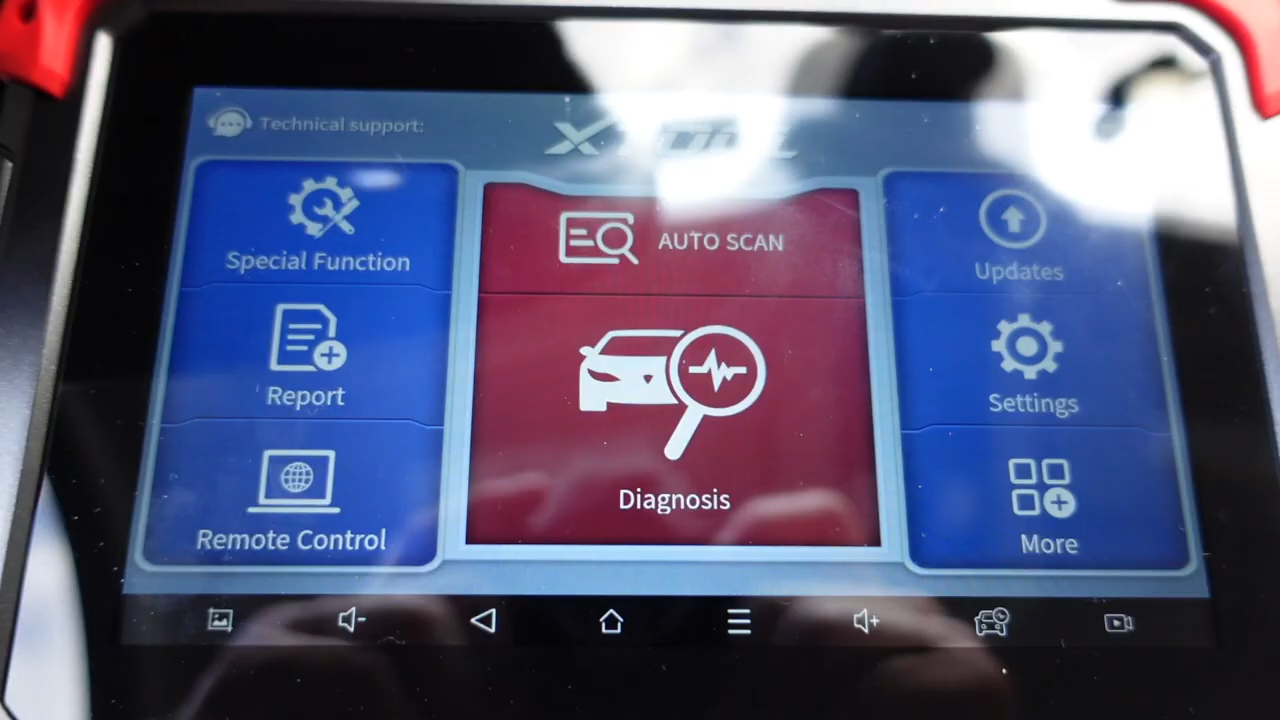 Technical support:
Special Function
Report
Remote Control
AUTO SCAN
Diagnosis
Updates
Settings
More